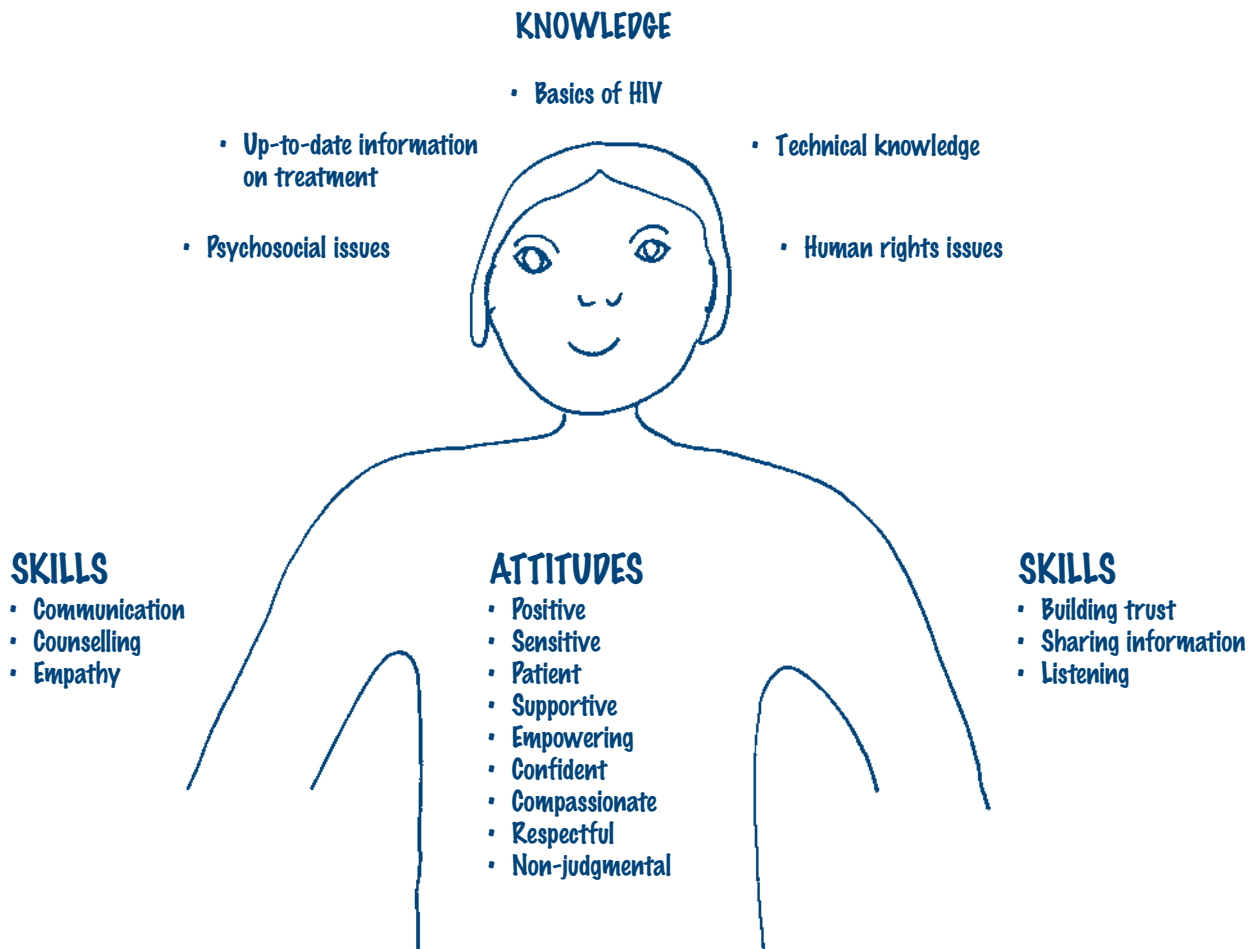 KNOWLEDGE
• Basics of HIV
• Up-to-date information
on treatment
• Technical knowledge
• Psychosocial issues
• Human rights issues
SKILLS
• Communication
• Counselling
• Empathy
ATTITUDES
• Positive
• Sensitive
• Patient
• Supportive
• Empowering
• Confident
• Compassionate
• Respectful
• Non-judgmental
SKILLS
• Building trust
• Sharing information
• Listening